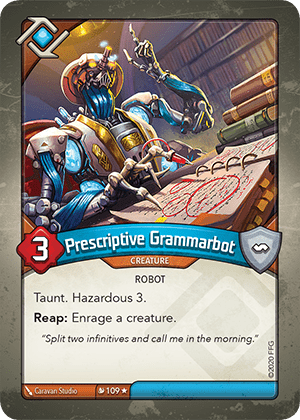 Prescriptive Grammarbot
3
CREATURE
ROBOT
Taunt. Hazardous 3.
Reap: Enrage a creature.
“Split two infinitives and call me in the morning.”
Caravan Studio
109
©2020 FFG